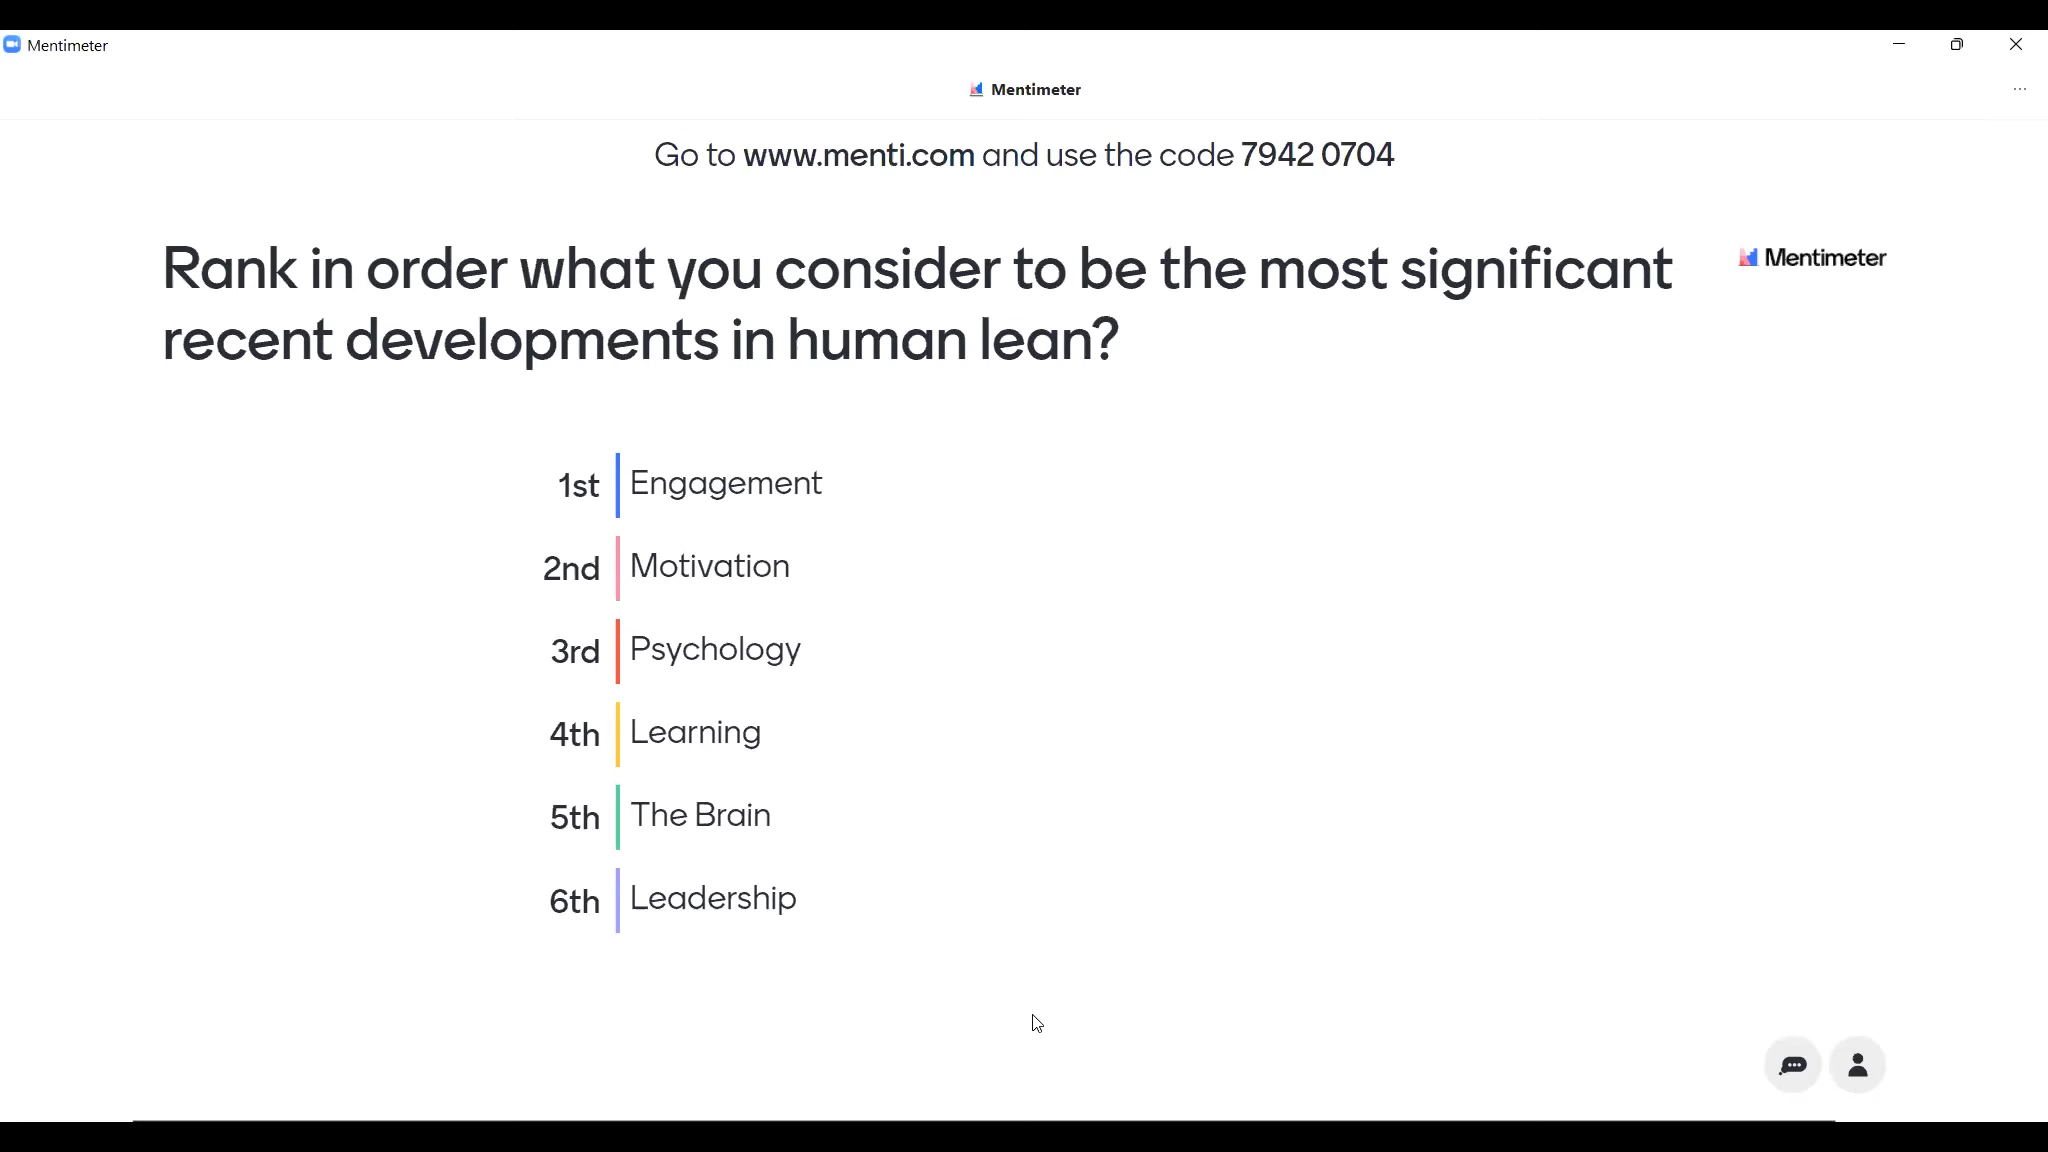 Mentimeter
Mentimeter
Go to www.menti.com and use the code 7942 0704
Rank in order what you consider to be the most significant
recent developments in human lean?
Mentimeter
1st Engagement
2nd Motivation
3rd Psychology
4th Learning
5th The Brain
6th Leadership